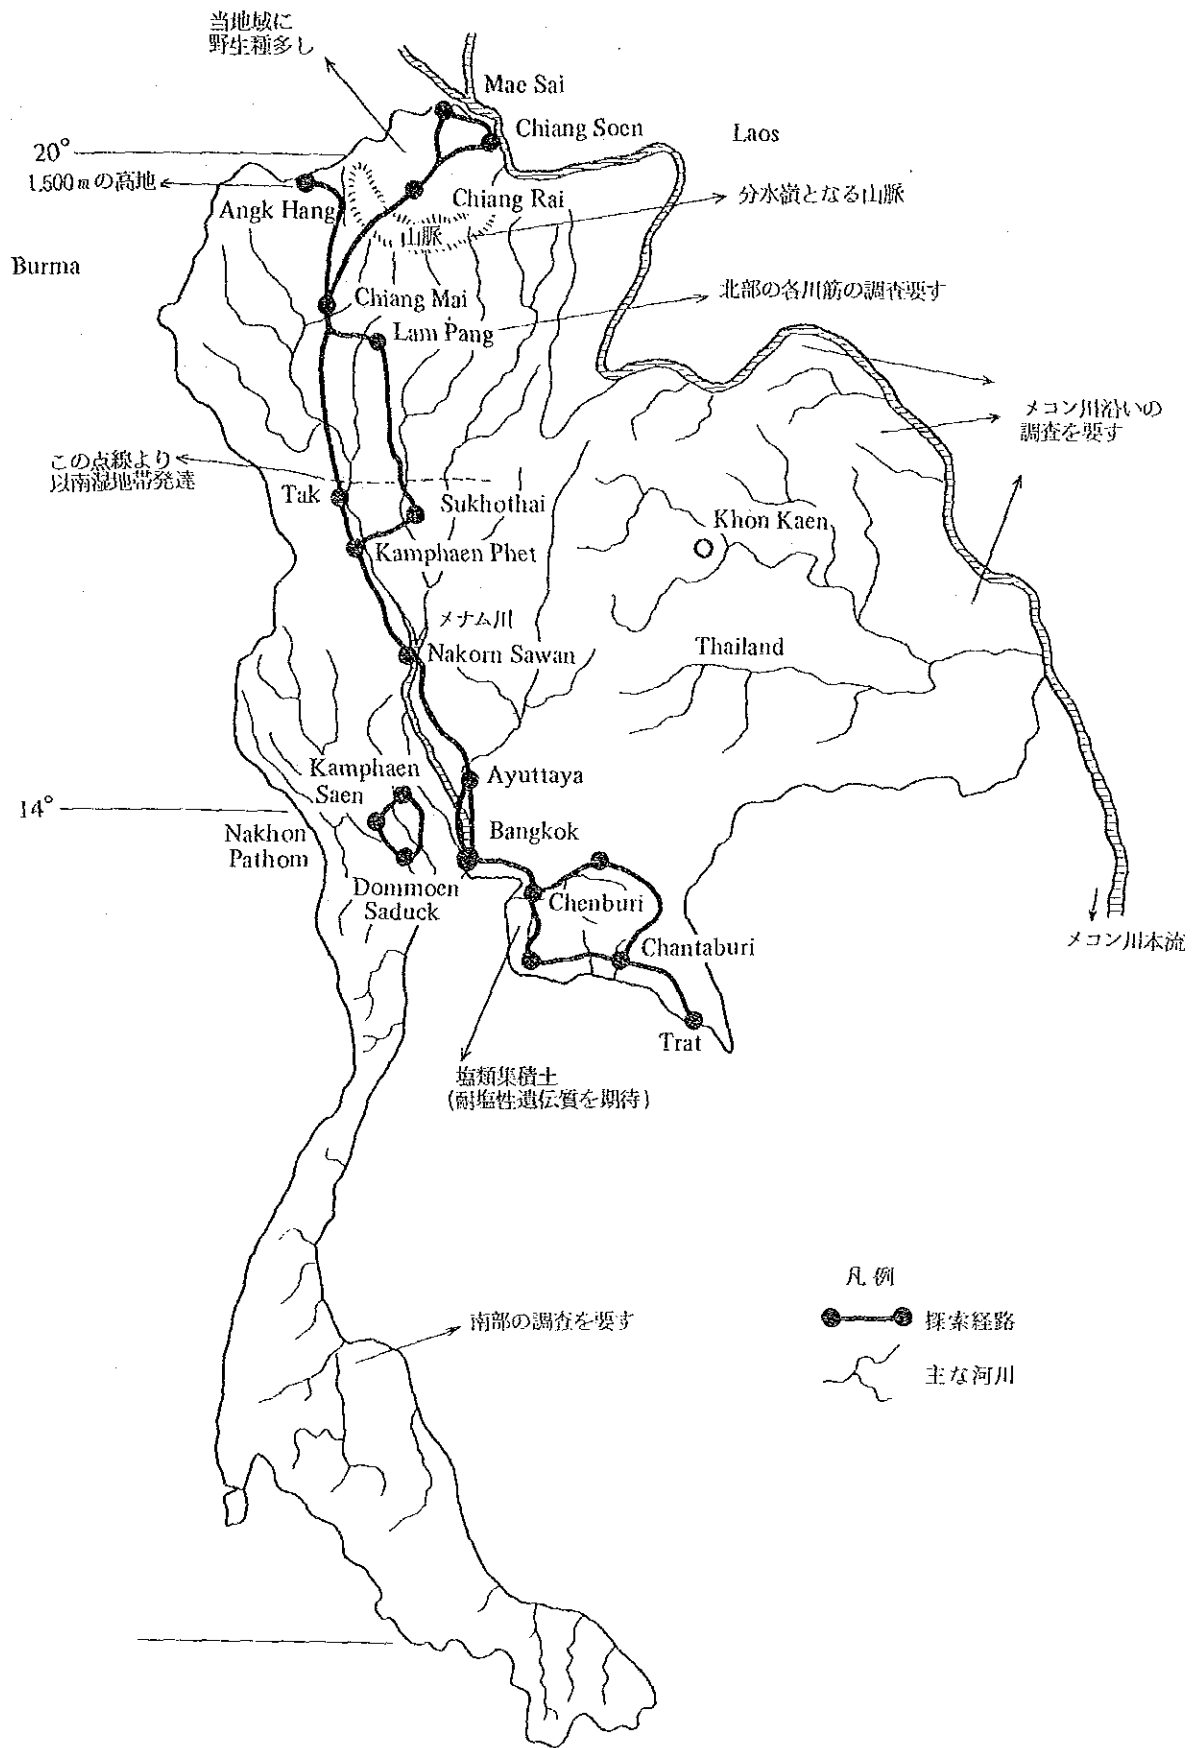 当地域に
野生種多し
Mae Sai
Chiang Soen
Laos
20°
1,500mの高地
Angk Hang
Chiang Rai
分水嶺となる山脈
山脈
Burma
Chiang Mai
北部の各川筋の調査要す
Lam Pang
メコン川沿いの
調査を要す
この点線より
以南湿地帯発達
Tak
Sukhothai
Khon Kaen
Kamphaen Phet
メナム川
Nakorn Sawan
Thailand
Kamphaen
Saen
Ayuttaya
14°
Nakhon
Pathom
Bangkok
Dommoen
Saduck
Chenburi
Chantaburi
メコン川本流
Trat
塩類集積土
(耐塩性遺伝質を期待)
凡例
南部の調査を要す
探索経路
主な河川